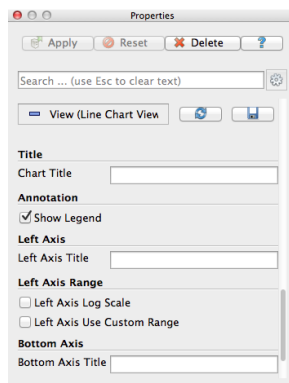 Properties
Apply Reset Delete ?
Search ... (use Esc to clear text)
View (Line Chart View
Title
Chart Title
Annotation
Show Legend
Left Axis
Left Axis Title
Left Axis Range
Left Axis Log Scale
Left Axis Use Custom Range
Bottom Axis
Bottom Axis Title